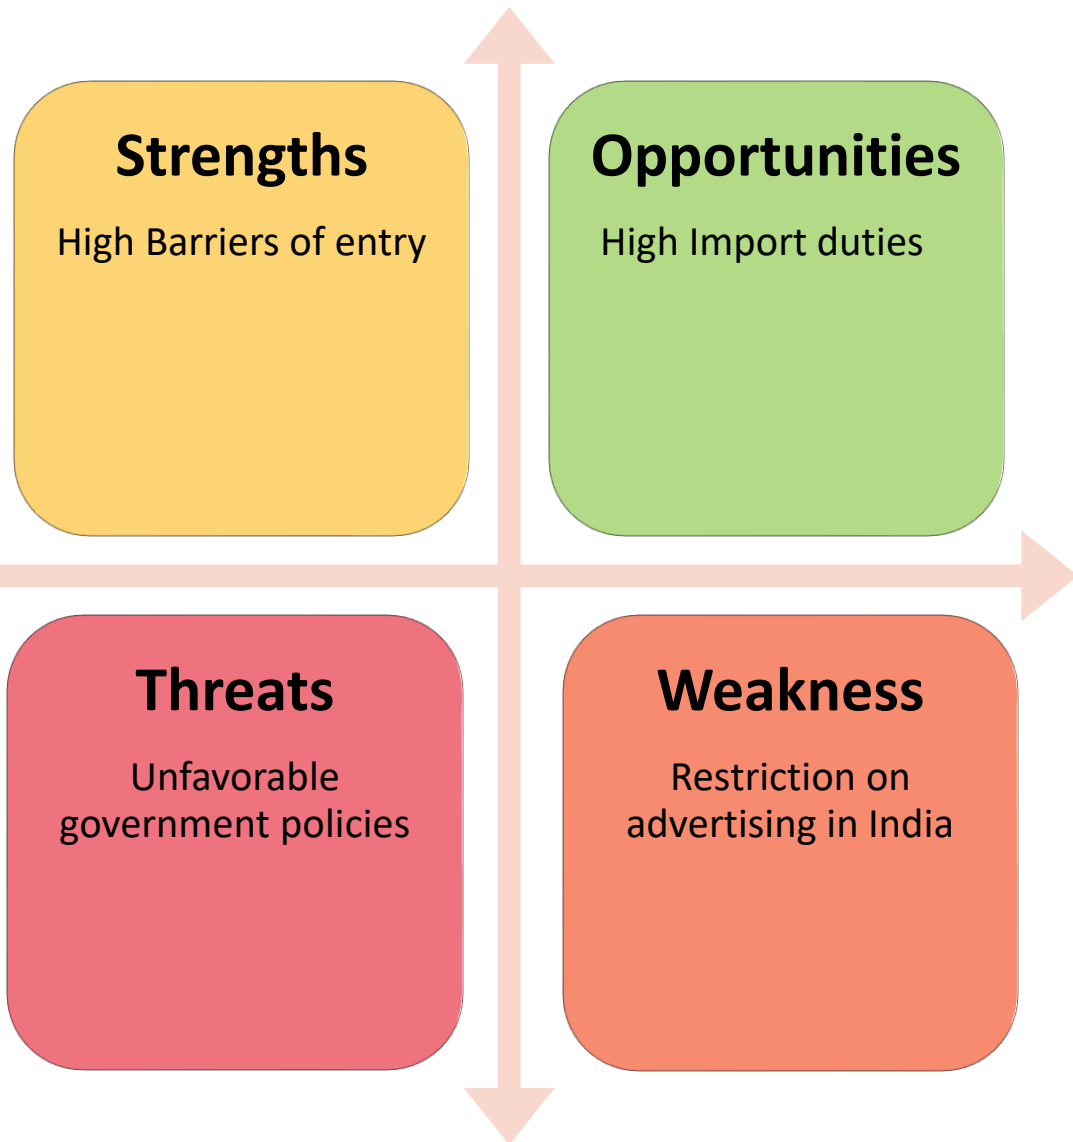 Strengths
High Barriers of entry
Opportunities
High Import duties
Threats
Unfavorable
government policies
Weakness
Restriction on
advertising in India